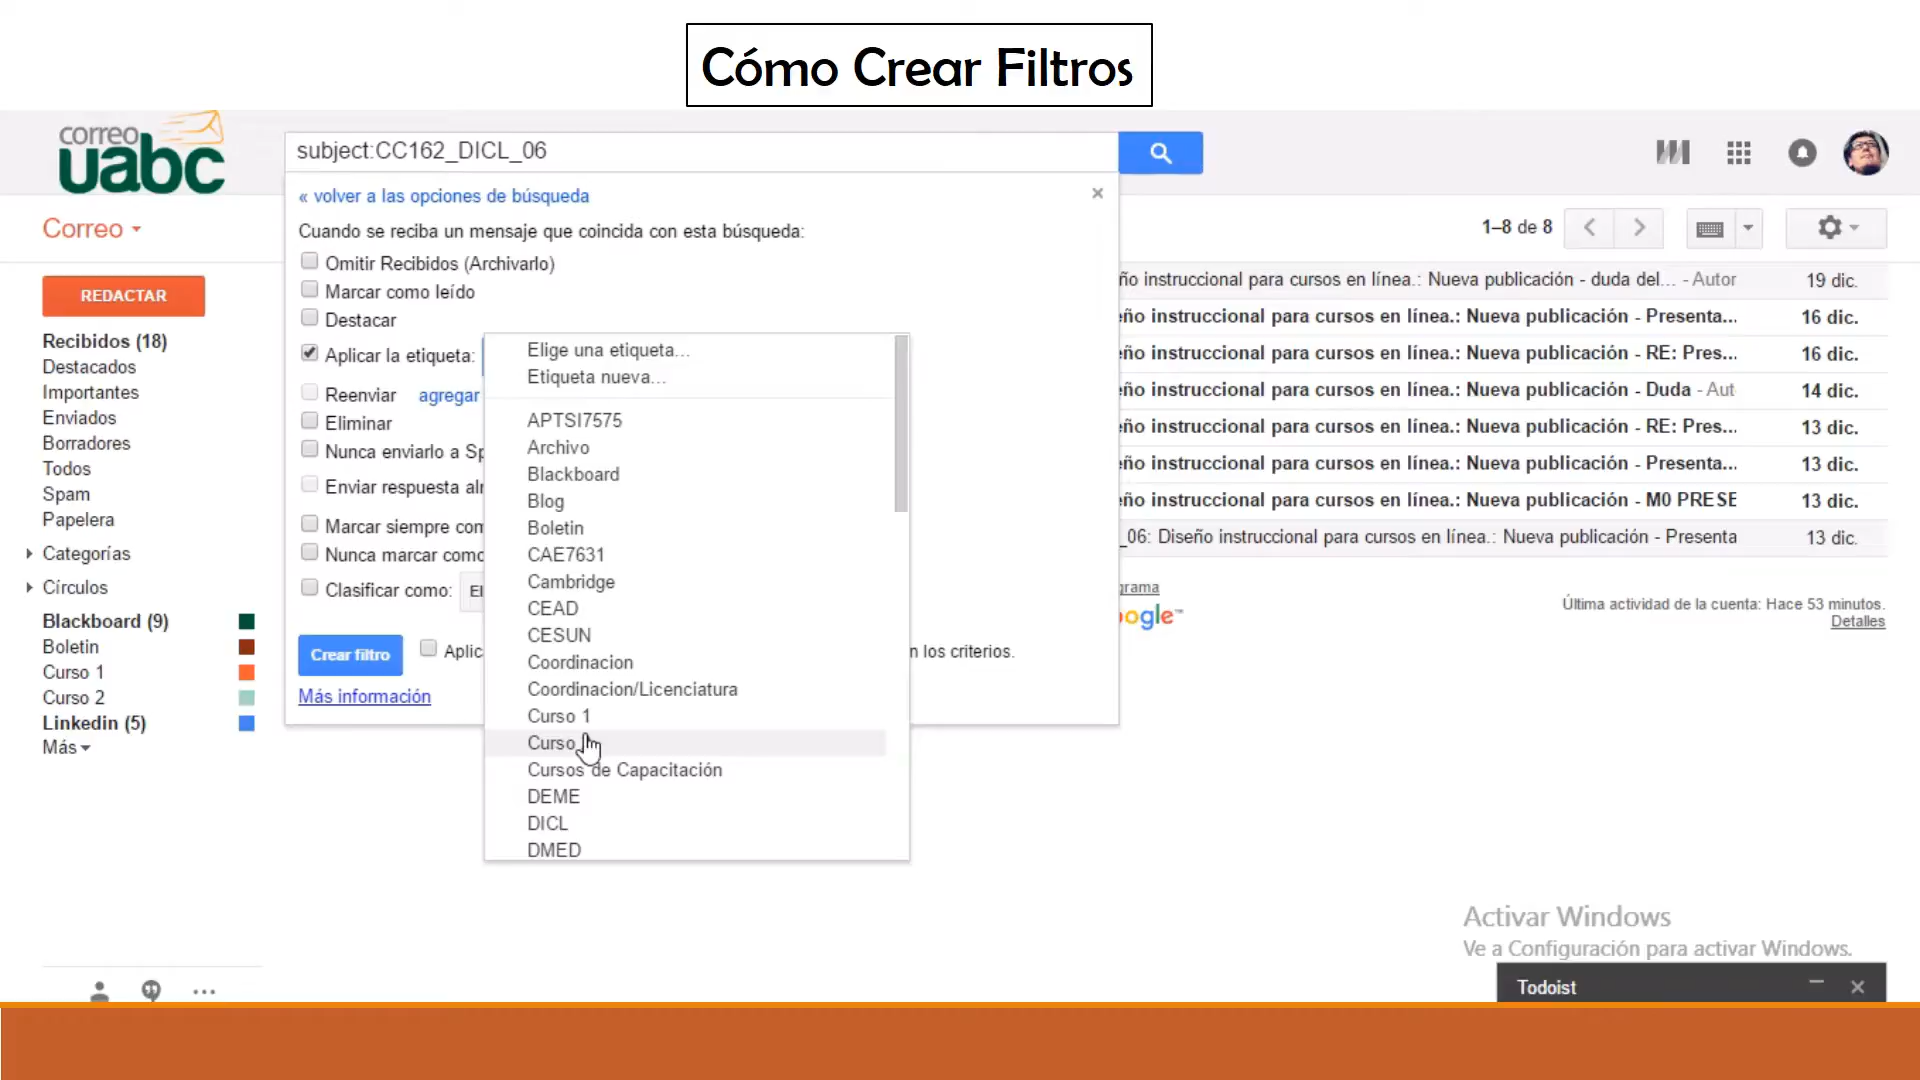 Cómo Crear Filtros
correo
uabc
subject:CC162_DICL_06
« volver a las opciones de búsqueda
×
Cuando se reciba un mensaje que coincida con esta búsqueda:
Omitir Recibidos (Archivarlo)
Marcar como leído
Destacar
Aplicar la etiqueta:
Reenviar agregar
Eliminar
Nunca enviarlo a Sp
Enviar respuesta
Marcar siempre com
Nunca marcar como
Clasificar como: El
Crear filtro
Aplic
n los criterios.
Más información
Elige una etiqueta...
Etiqueta nueva...
APTSI7575
Archivo
Blackboard
Blog
Boletin
CAE7631
Cambridge
CEAD
CESUN
Coordinacion
Coordinacion/Licenciatura
Curso 1
Curso
Cursos de Capacitación
DEME
DICL
DMED
Correo
REDACTAR
Recibidos (18)
Destacados
Importantes
Enviados
Borradores
Todos
Spam
Papelera
Categorías
Círculos
Blackboard (9)
Boletin
Curso 1
Curso 2
Linkedin (5)
Más
1–8 de 8
ño instruccional para cursos en línea.: Nueva publicación - duda del... - Autor 19 dic.
eño instruccional para cursos en línea.: Nueva publicación - Presenta... 16 dic.
eño instruccional para cursos en línea.: Nueva publicación - RE: Pres... 16 dic.
eño instruccional para cursos en línea.: Nueva publicación - Duda - Aut 14 dic.
eño instruccional para cursos en línea.: Nueva publicación - RE: Pres... 13 dic.
eño instruccional para cursos en línea.: Nueva publicación - Presenta... 13 dic.
eño instruccional para cursos en línea.: Nueva publicación - M0 PRESE 13 dic.
_06: Diseño instruccional para cursos en línea.: Nueva publicación - Presenta 13 dic.
grama
ogle™
Última actividad de la cuenta: Hace 53 minutos.
Detalles
Activar Windows
Ve a Configuración para activar Windows.
Todoist